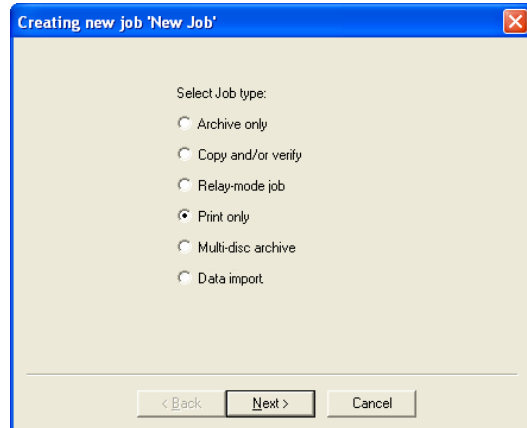 Creating new job 'New Job'
Select Job type:
Archive only
Copy and/or verify
Relay-mode job
Print only
Multi-disc archive
Data import
< Back Next > Cancel